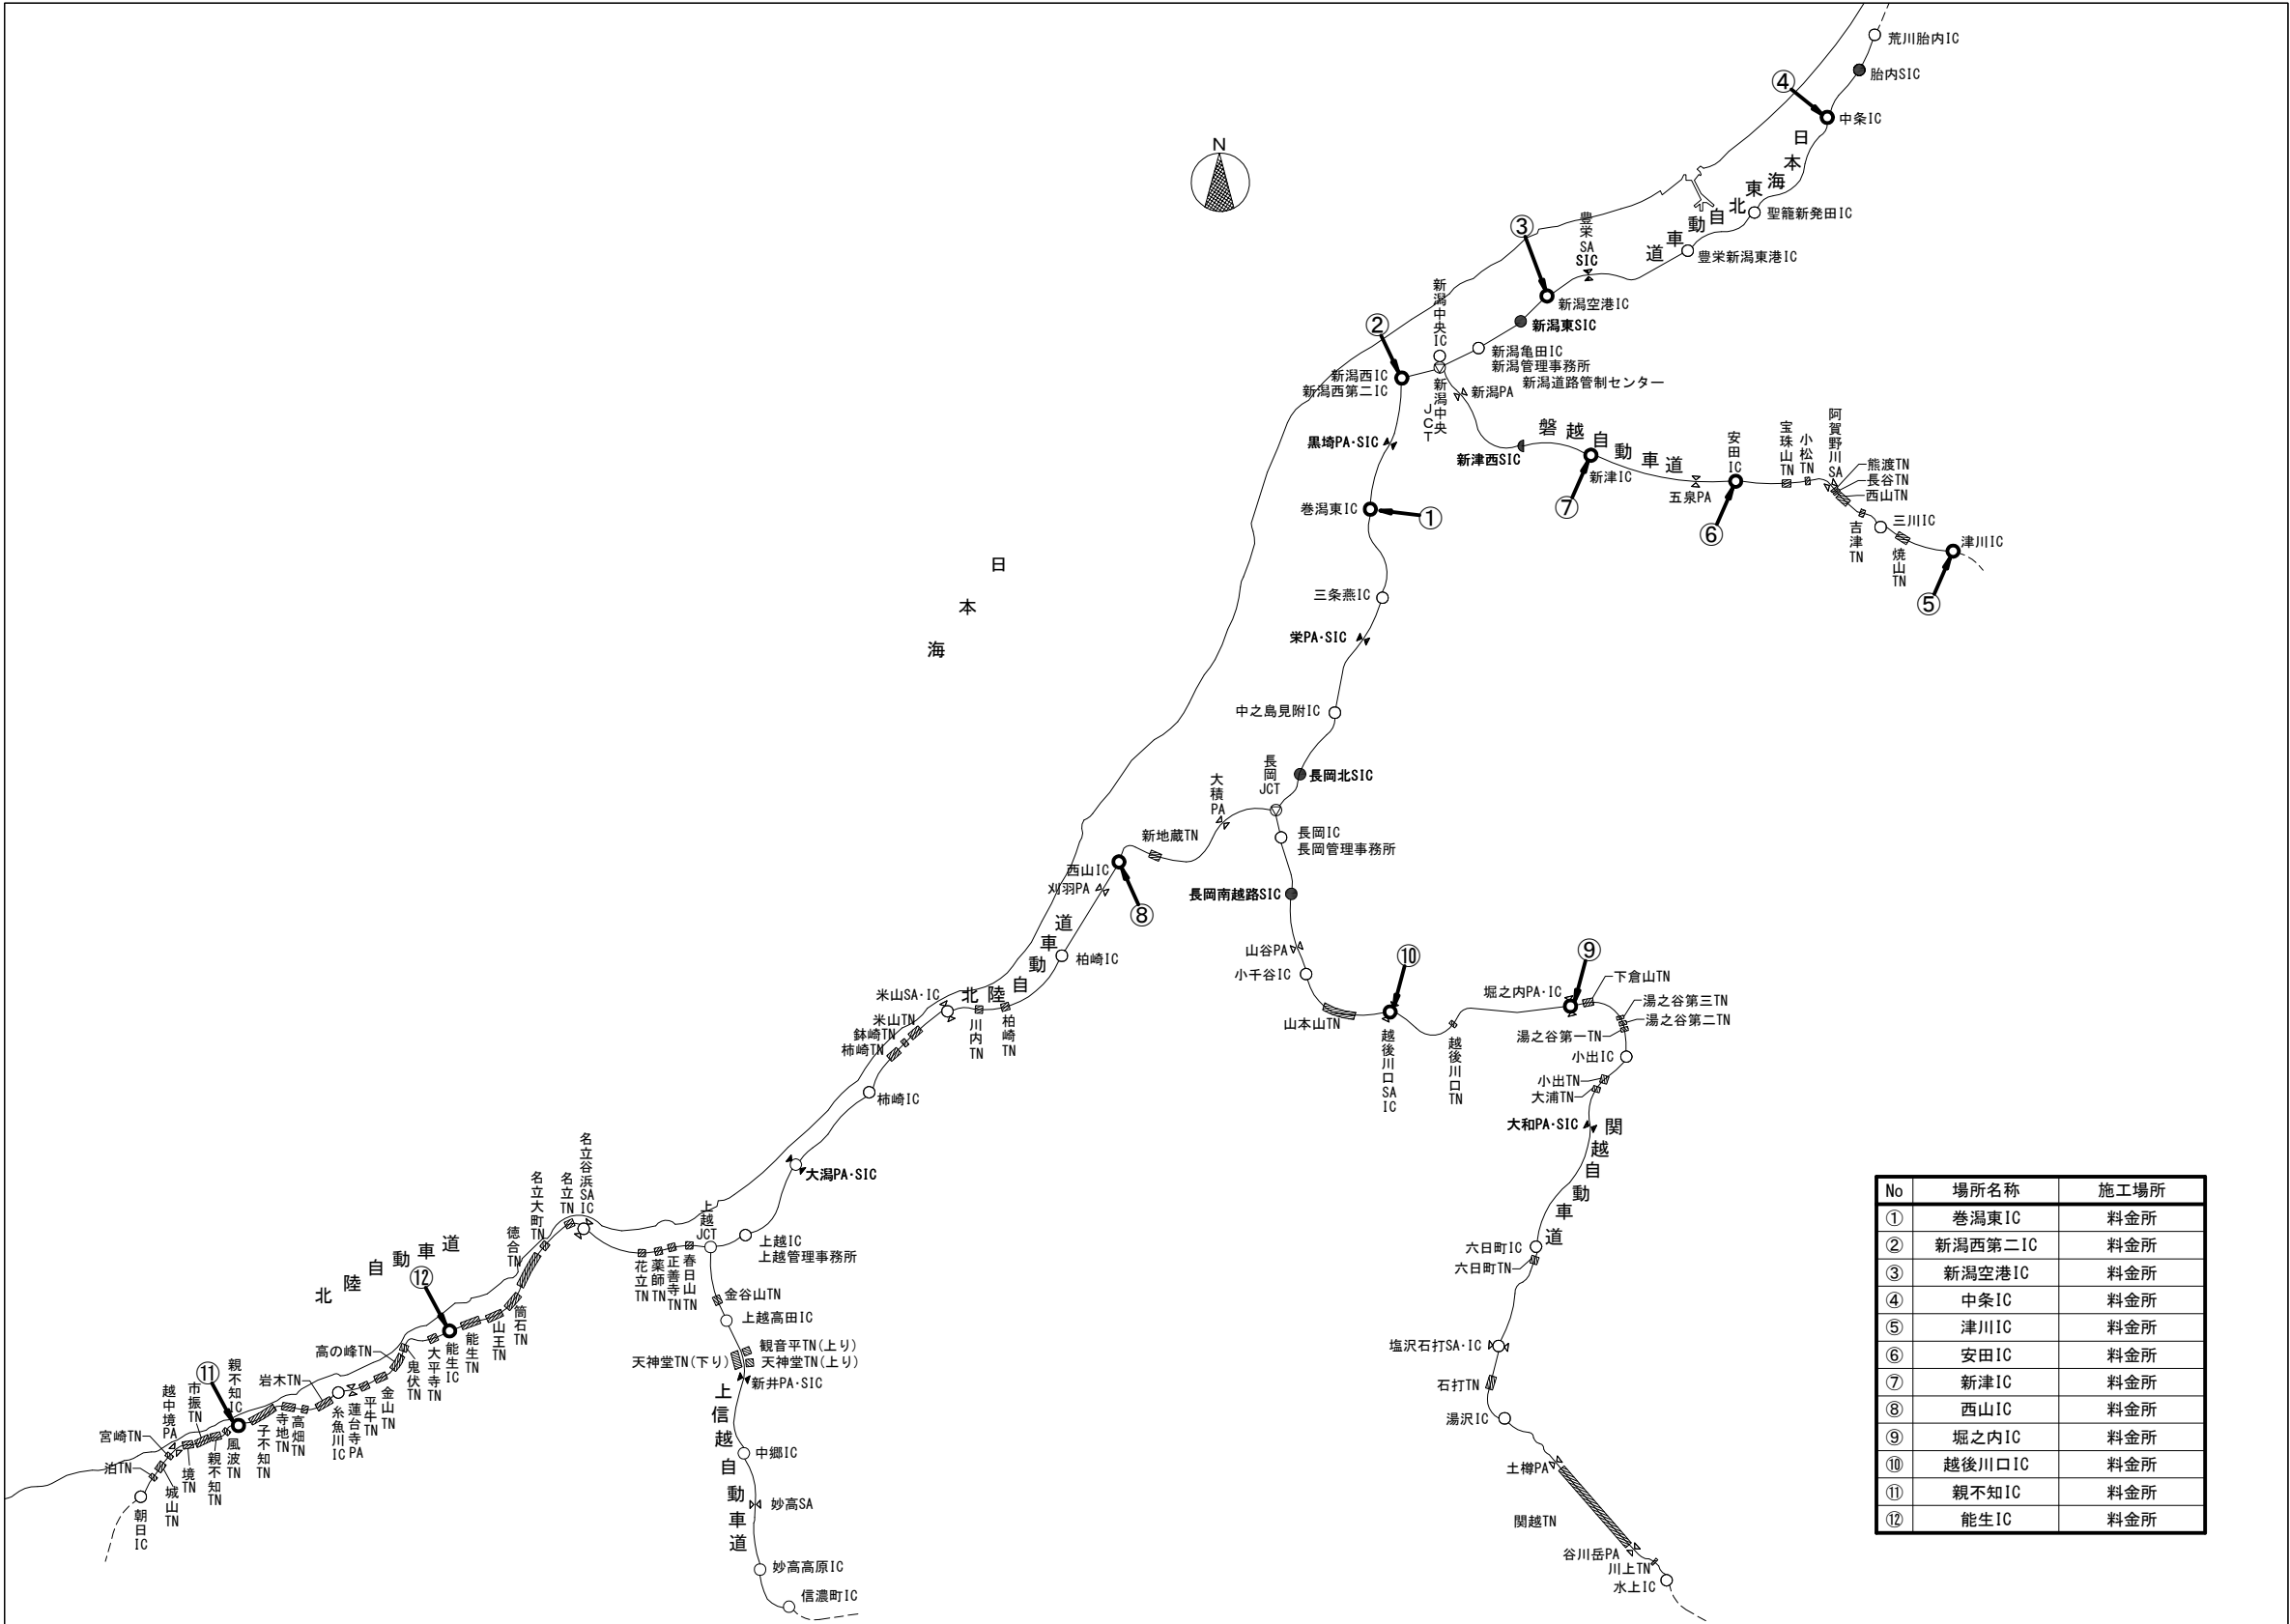 荒川胎内IC
胎内SIC
④
中条IC
日本海東北自動車道
聖籠新発田IC
豊栄新潟東港IC
N
③
豊栄SA
SIC
新潟空港IC
新潟東SIC
新潟中央IC
新潟亀田IC
新潟管理事務所
新潟道路管制センター
②
新潟西IC
新潟西第二IC
新潟中央
JCT
新潟PA
黒埼PA・SIC
新津西SIC
磐越自動車道
⑦
新津IC
五泉PA
安田IC
⑥
宝珠山TN
小松TN
阿賀野川SA
熊渡TN
長谷TN
西山TN
吉津TN
三川IC
焼山TN
津川IC
⑤
巻潟東IC
①
日本海
三条燕IC
栄PA・SIC
中之島見附IC
長岡北SIC
長岡JCT
大積PA
新地蔵TN
長岡IC
長岡管理事務所
西山IC
刈羽PA
⑧
長岡南越路SIC
山谷PA
小千谷IC
山本山TN
⑩
越後川口SA
IC
越後川口TN
⑨
堀之内PA・IC
下倉山TN
湯之谷第三TN
湯之谷第二TN
湯之谷第一TN
小出IC
小出TN
大浦TN
大和PA・SIC
関越自動車道
六日町IC
六日町TN
塩沢石打SA・IC
石打TN
湯沢IC
土樽PA
関越TN
谷川岳PA
川上TN
水上IC
北陸自動車道
柏崎IC
柏崎TN
川内TN
米山SA・IC
米山TN
鉢崎TN
柿崎TN
柿崎IC
大潟PA・SIC
上越IC
上越管理事務所
上越JCT
春日山TN
正善寺TN
薬師TN
花立TN
名立谷浜SA
IC
名立TN
名立大町TN
徳合TN
筒石TN
山王TN
能生TN
北陸自動車道
⑫
能生IC
大平寺TN
鬼伏TN
高の峰TN
金山TN
平牛TN
蓮台寺PA
糸魚川IC
岩木TN
高畑TN
寺地TN
子不知TN
⑪
親不知IC
風波TN
親不知TN
市振TN
境TN
越中境PA
城山TN
宮崎TN
泊TN
朝日IC
金谷山TN
上越高田IC
観音平TN(上り)
天神堂TN(下り)
天神堂TN(上り)
新井PA・SIC
上信越自動車道
中郷IC
妙高SA
妙高高原IC
信濃町IC
No 場所名称 施工場所
① 巻潟東IC 料金所
② 新潟西第二IC 料金所
③ 新潟空港IC 料金所
④ 中条IC 料金所
⑤ 津川IC 料金所
⑥ 安田IC 料金所
⑦ 新津IC 料金所
⑧ 西山IC 料金所
⑨ 堀之内IC 料金所
⑩ 越後川口IC 料金所
⑪ 親不知IC 料金所
⑫ 能生IC 料金所